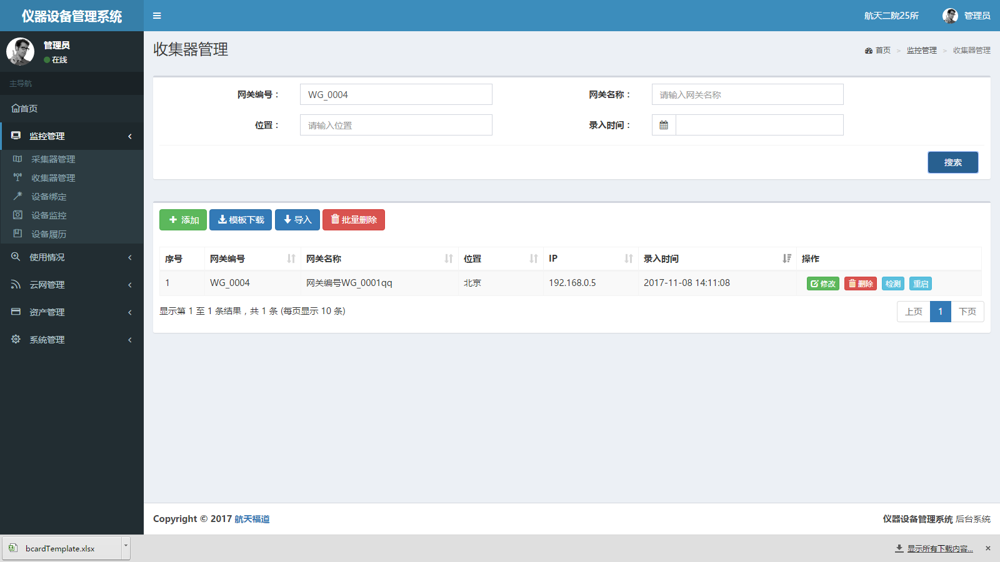 仪器设备管理系统
航天二院25所
管理员
管理员
在线
主导航
首页
监控管理
采集器管理
收集器管理
设备绑定
设备监控
设备履历
使用情况
云网管理
资产管理
系统管理
收集器管理
首页 > 监控管理 > 收集器管理
网关编号： WG_0004 网关名称： 请输入网关名称
位置： 请输入位置 录入时间：
搜索
添加 模板下载 导入 批量删除
序号 网关编号 网关名称 位置 IP 录入时间 操作
1 WG_0004 网关编号WG_0001qq 北京 192.168.0.5 2017-11-08 14:11:08 修改 删除 检测 重启
显示第 1 至 1 条结果，共 1 条 (每页显示 10 条)
上页 1 下页
Copyright © 2017 航天福道
仪器设备管理系统 后台系统
bcardTemplate.xlsx
显示所有下载内容...